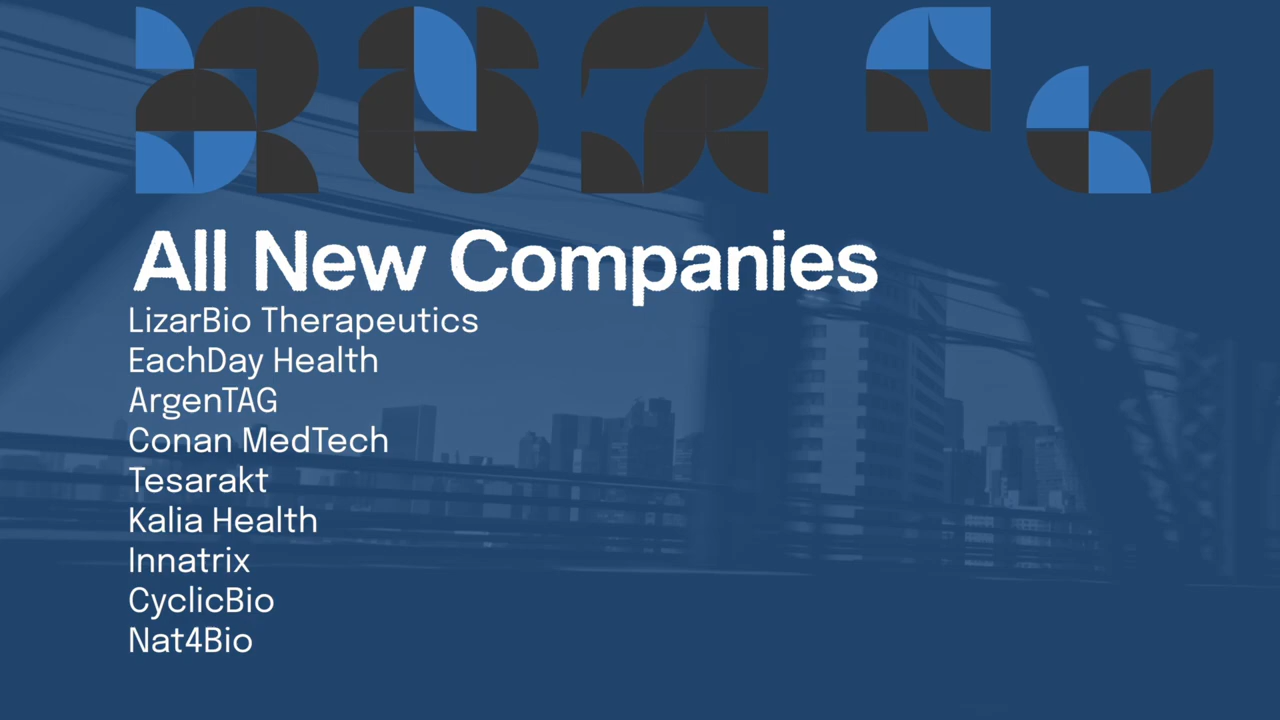 All New Companies
LizarBio Therapeutics
EachDay Health
ArgenTAG
Conan MedTech
Tesarakt
Kalia Health
Innatrix
CyclicBio
Nat4Bio